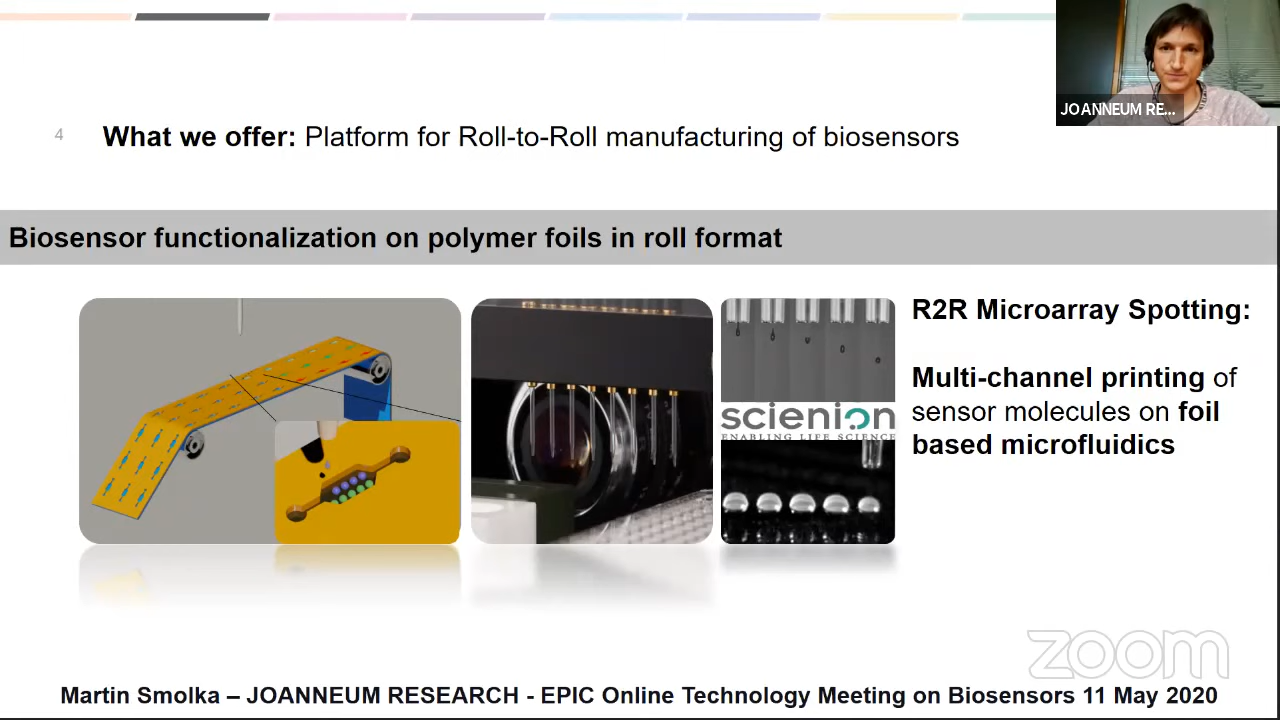 JOANNEUM RE...
4
What we offer: Platform for Roll-to-Roll manufacturing of biosensors
Biosensor functionalization on polymer foils in roll format
R2R Microarray Spotting:
Multi-channel printing of
sensor molecules on foil
based microfluidics
scienion
ENABLING LIFE SCIENCE
zoom
Martin Smolka – JOANNEUM RESEARCH - EPIC Online Technology Meeting on Biosensors 11 May 2020